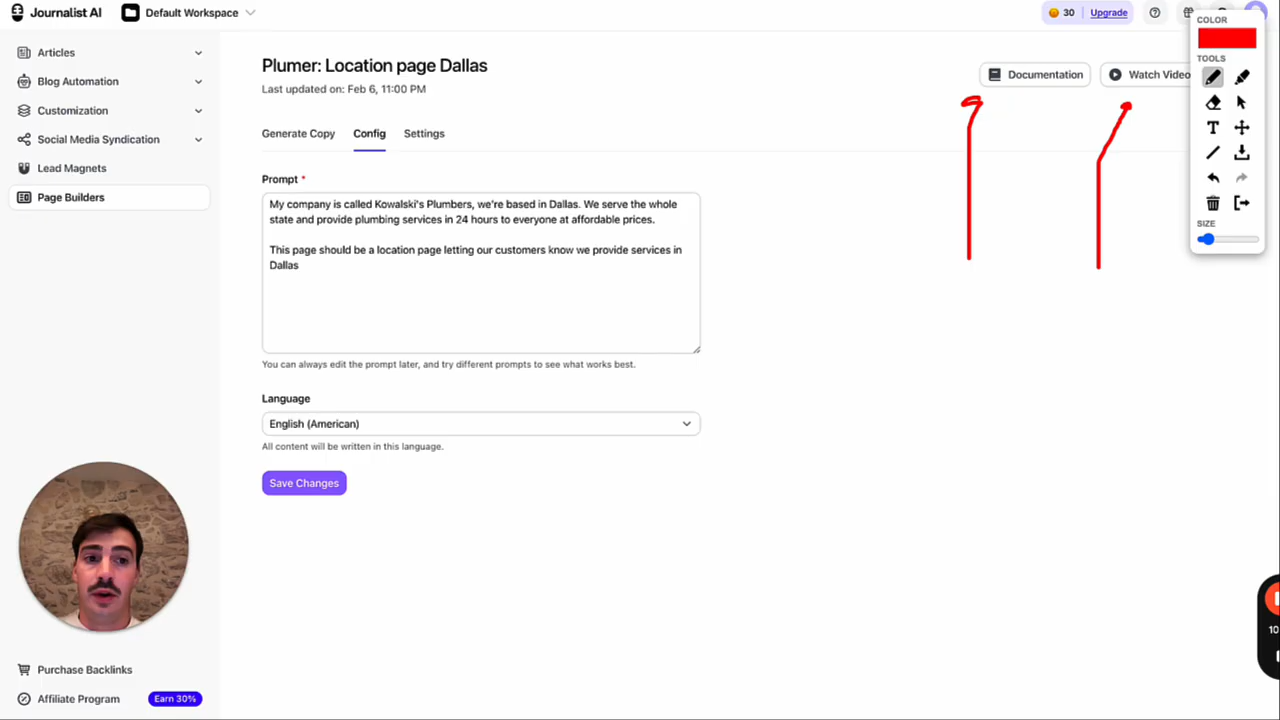 Journalist AI
Default Workspace
30
Upgrade
COLOR
TOOLS
SIZE
Articles
Blog Automation
Customization
Social Media Syndication
Lead Magnets
Page Builders
Plumer: Location page Dallas
Last updated on: Feb 6, 11:00 PM
Documentation
Watch Video
Generate Copy
Config
Settings
Prompt *
My company is called Kowalski's Plumbers, we're based in Dallas. We serve the whole
state and provide plumbing services in 24 hours to everyone at affordable prices.
This page should be a location page letting our customers know we provide services in
Dallas
You can always edit the prompt later, and try different prompts to see what works best.
Language
English (American)
All content will be written in this language.
Save Changes
Purchase Backlinks
Affiliate Program
Earn 30%